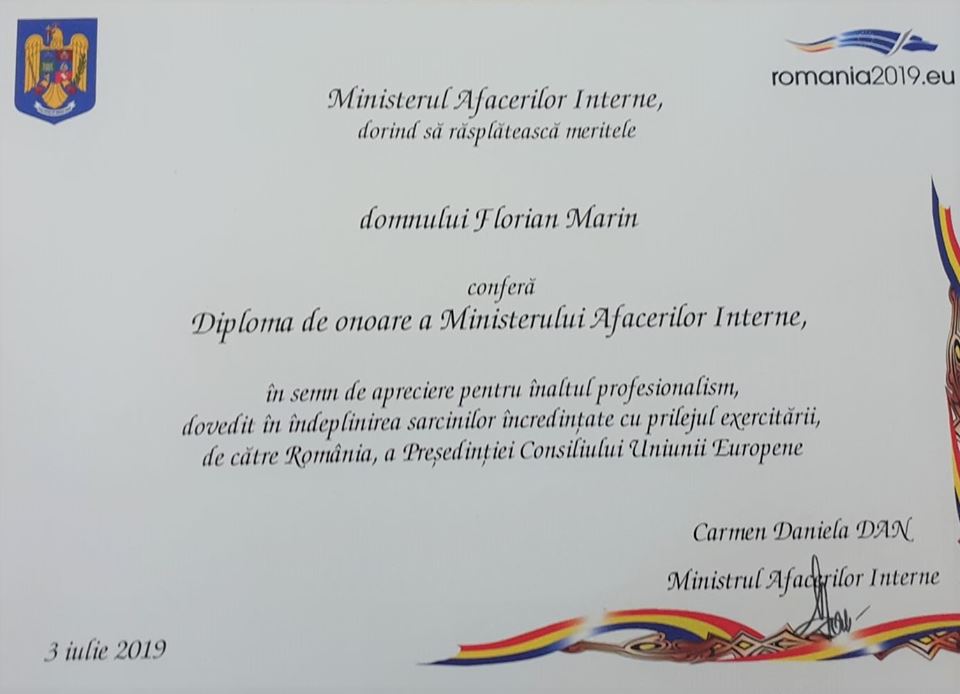 romania2019.eu
Ministerul Afacerilor Interne,
dorind să răsplătească meritele
domnului Florian Marin
conferă
Diploma de onoare a Ministerului Afacerilor Interne,
în semn de apreciere pentru înaltul profesionalism,
dovedit în îndeplinirea sarcinilor încredințate cu prilejul exercitării,
de către România, a Președinției Consiliului Uniunii Europene
Carmen Daniela DAN
Ministrul Afacerilor Interne
3 iulie 2019